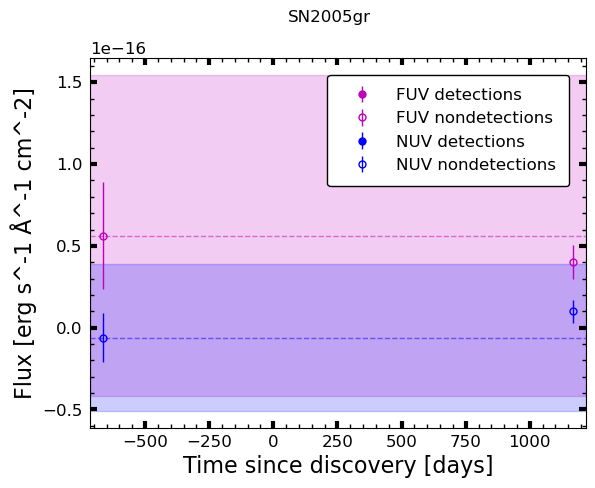 SN2005gr
1e−16
FUV detections
FUV nondetections
NUV detections
NUV nondetections
1.5
1.0
0.5
0.0
−0.5
Flux [erg s^-1 Å^-1 cm^-2]
−500 −250 0 250 500 750 1000
Time since discovery [days]